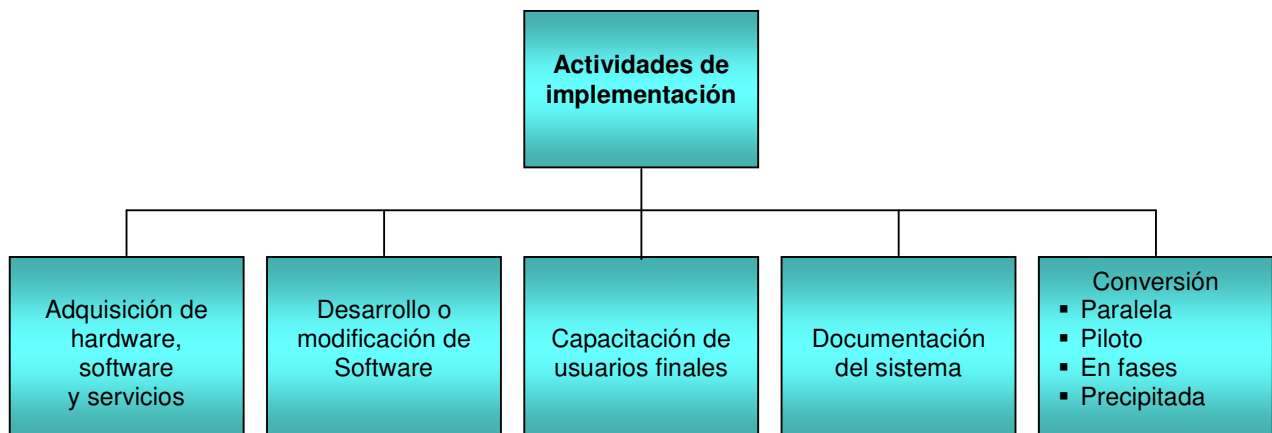 Actividades de
implementación
Adquisición de
hardware,
software
y servicios
Desarrollo o
modificación de
Software
Capacitación de
usuarios finales
Documentación
del sistema
Conversión
▪ Paralela
▪ Piloto
▪ En fases
▪ Precipitada